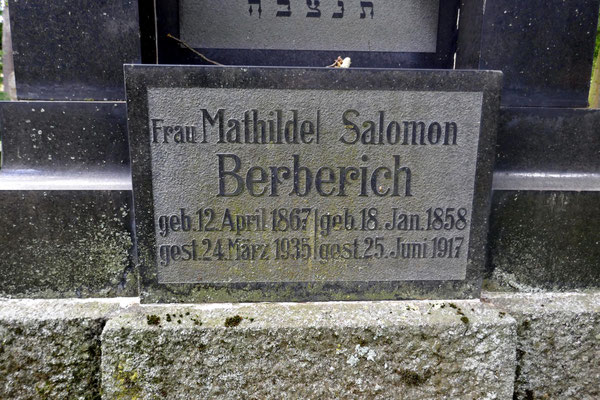 תנצבה
Frau Mathilde Salomon
Berberich
geb. 12. April 1867 geb. 18. Jan. 1858
gest. 24. März 1935 gest. 25. Juni 1917